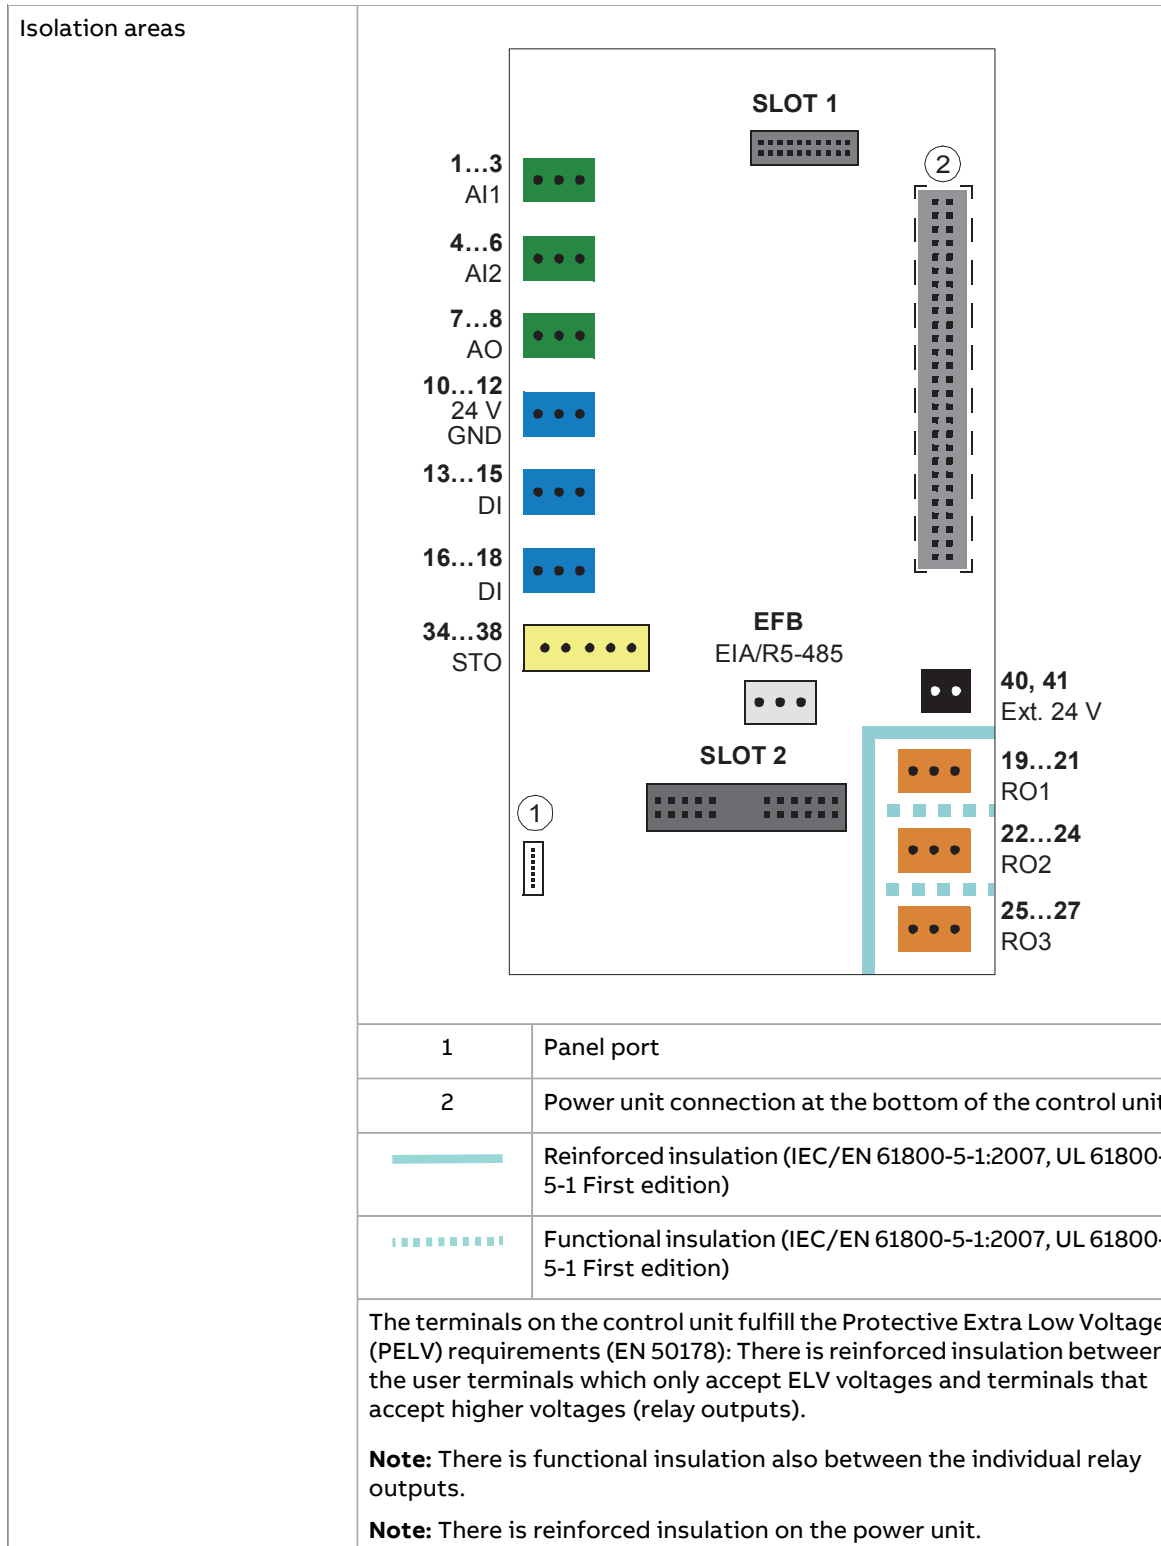 Isolation areas
SLOT 1
2
1…3
AI1
4…6
AI2
7…8
AO
10…12
24 V
GND
13…15
DI
16…18
DI
34…38
STO
EFB
EIA/R5-485
40, 41
Ext. 24 V
SLOT 2
19…21
RO1
1
22…24
RO2
25…27
RO3
1 Panel port
2 Power unit connection at the bottom of the control unit
Reinforced insulation (IEC/EN 61800-5-1:2007, UL 61800-
5-1 First edition)
Functional insulation (IEC/EN 61800-5-1:2007, UL 61800-
5-1 First edition)
The terminals on the control unit fulfill the Protective Extra Low Voltage
(PELV) requirements (EN 50178): There is reinforced insulation between
the user terminals which only accept ELV voltages and terminals that
accept higher voltages (relay outputs).
Note: There is functional insulation also between the individual relay
outputs.
Note: There is reinforced insulation on the power unit.